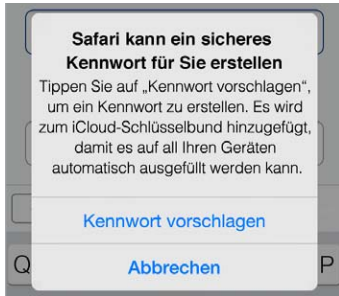 Safari kann ein sicheres
Kennwort für Sie erstellen
Tippen Sie auf „Kennwort vorschlagen“,
um ein Kennwort zu erstellen. Es wird
zum iCloud-Schlüsselbund hinzugefügt,
damit es auf all Ihren Geräten
automatisch ausgefüllt werden kann.
Kennwort vorschlagen
Q P
Abbrechen